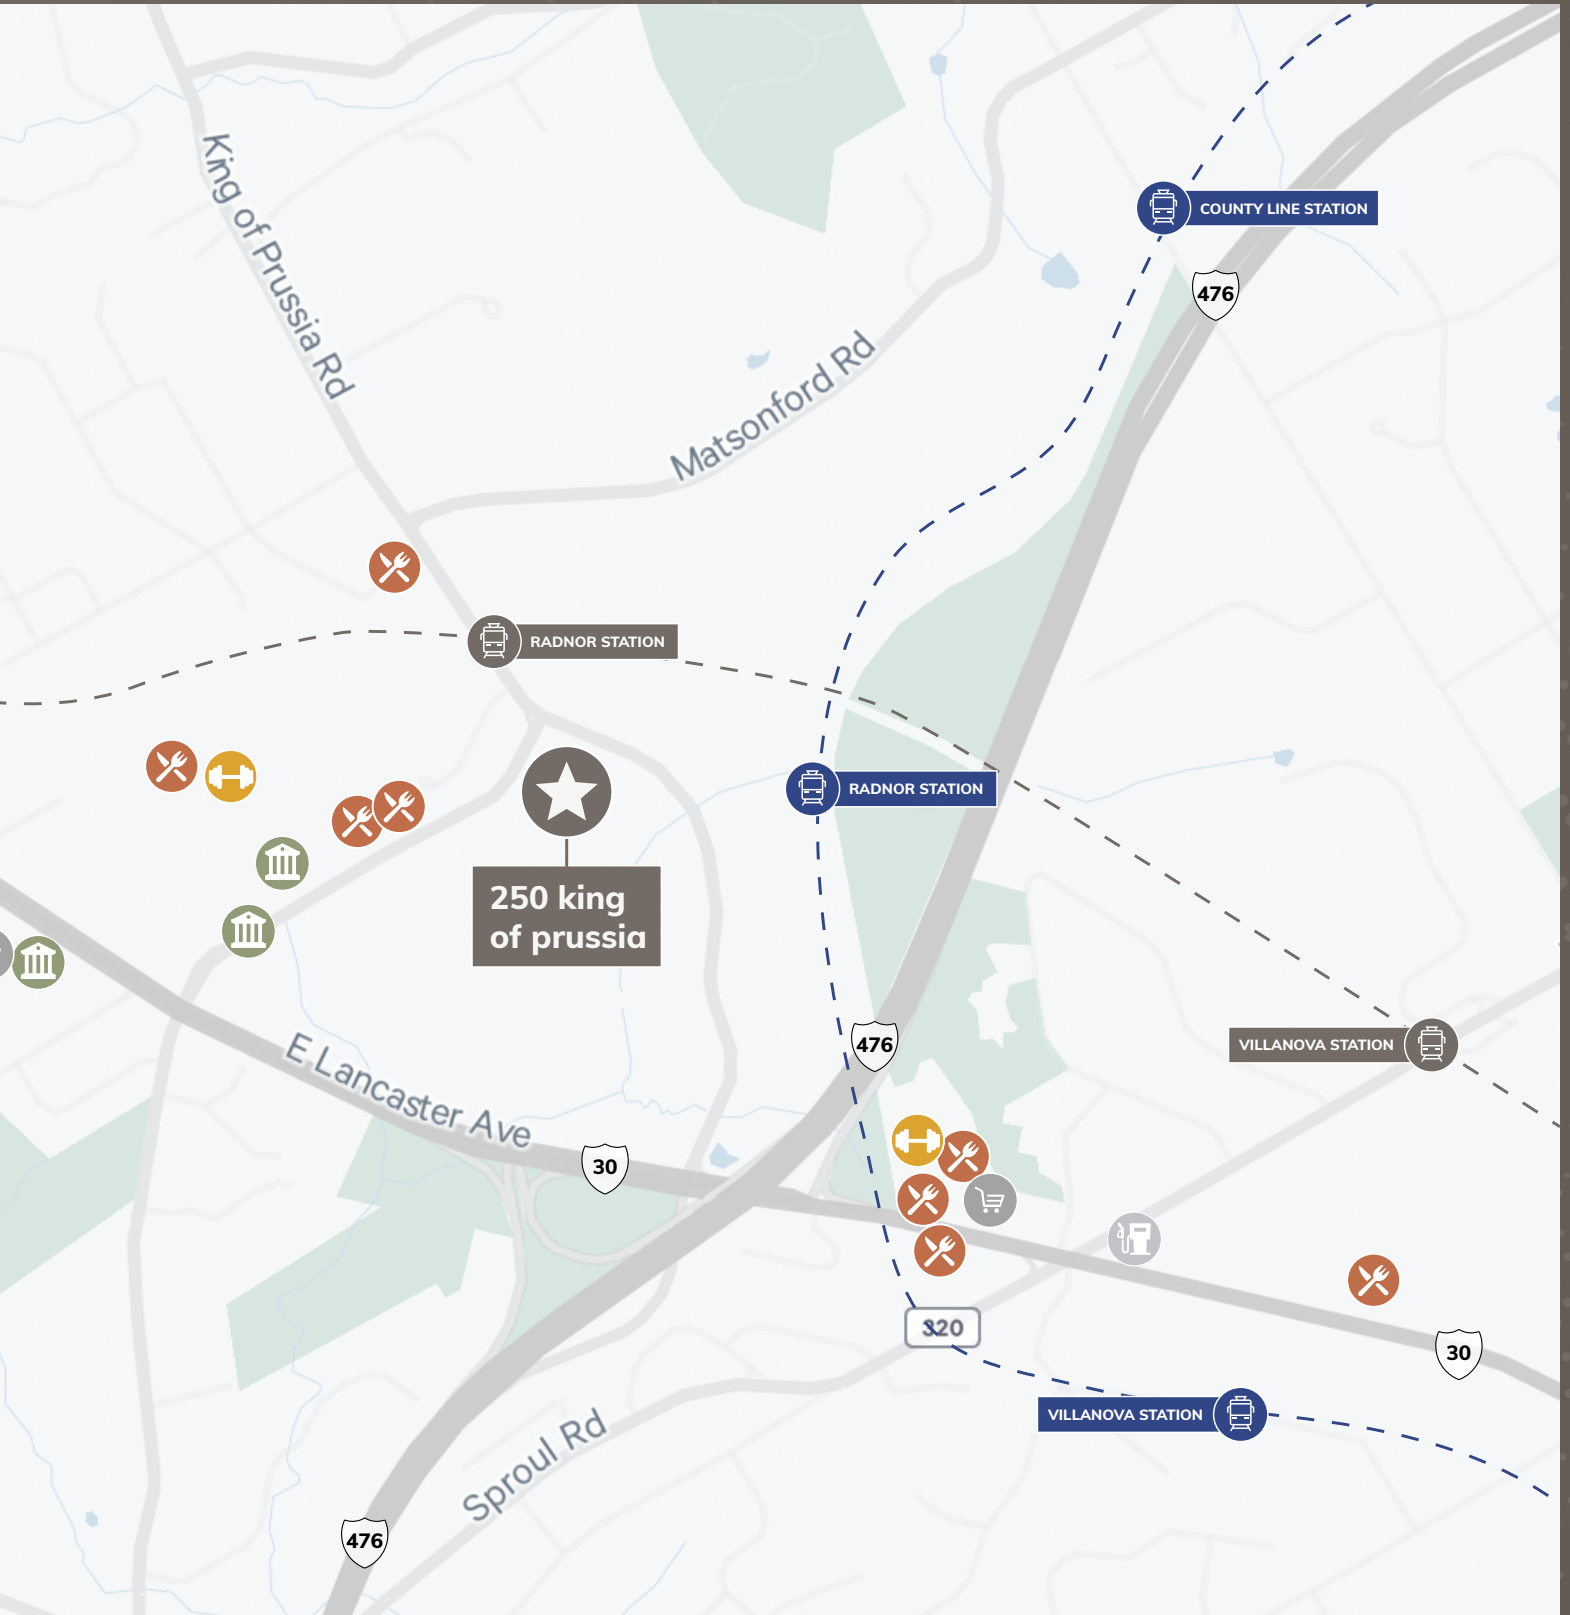 King of Prussia Rd
COUNTY LINE STATION
476
Matsonford Rd
RADNOR STATION
RADNOR STATION
250 king
of prussia
476
VILLANOVA STATION
E Lancaster Ave
30
320
30
VILLANOVA STATION
Sproul Rd
476